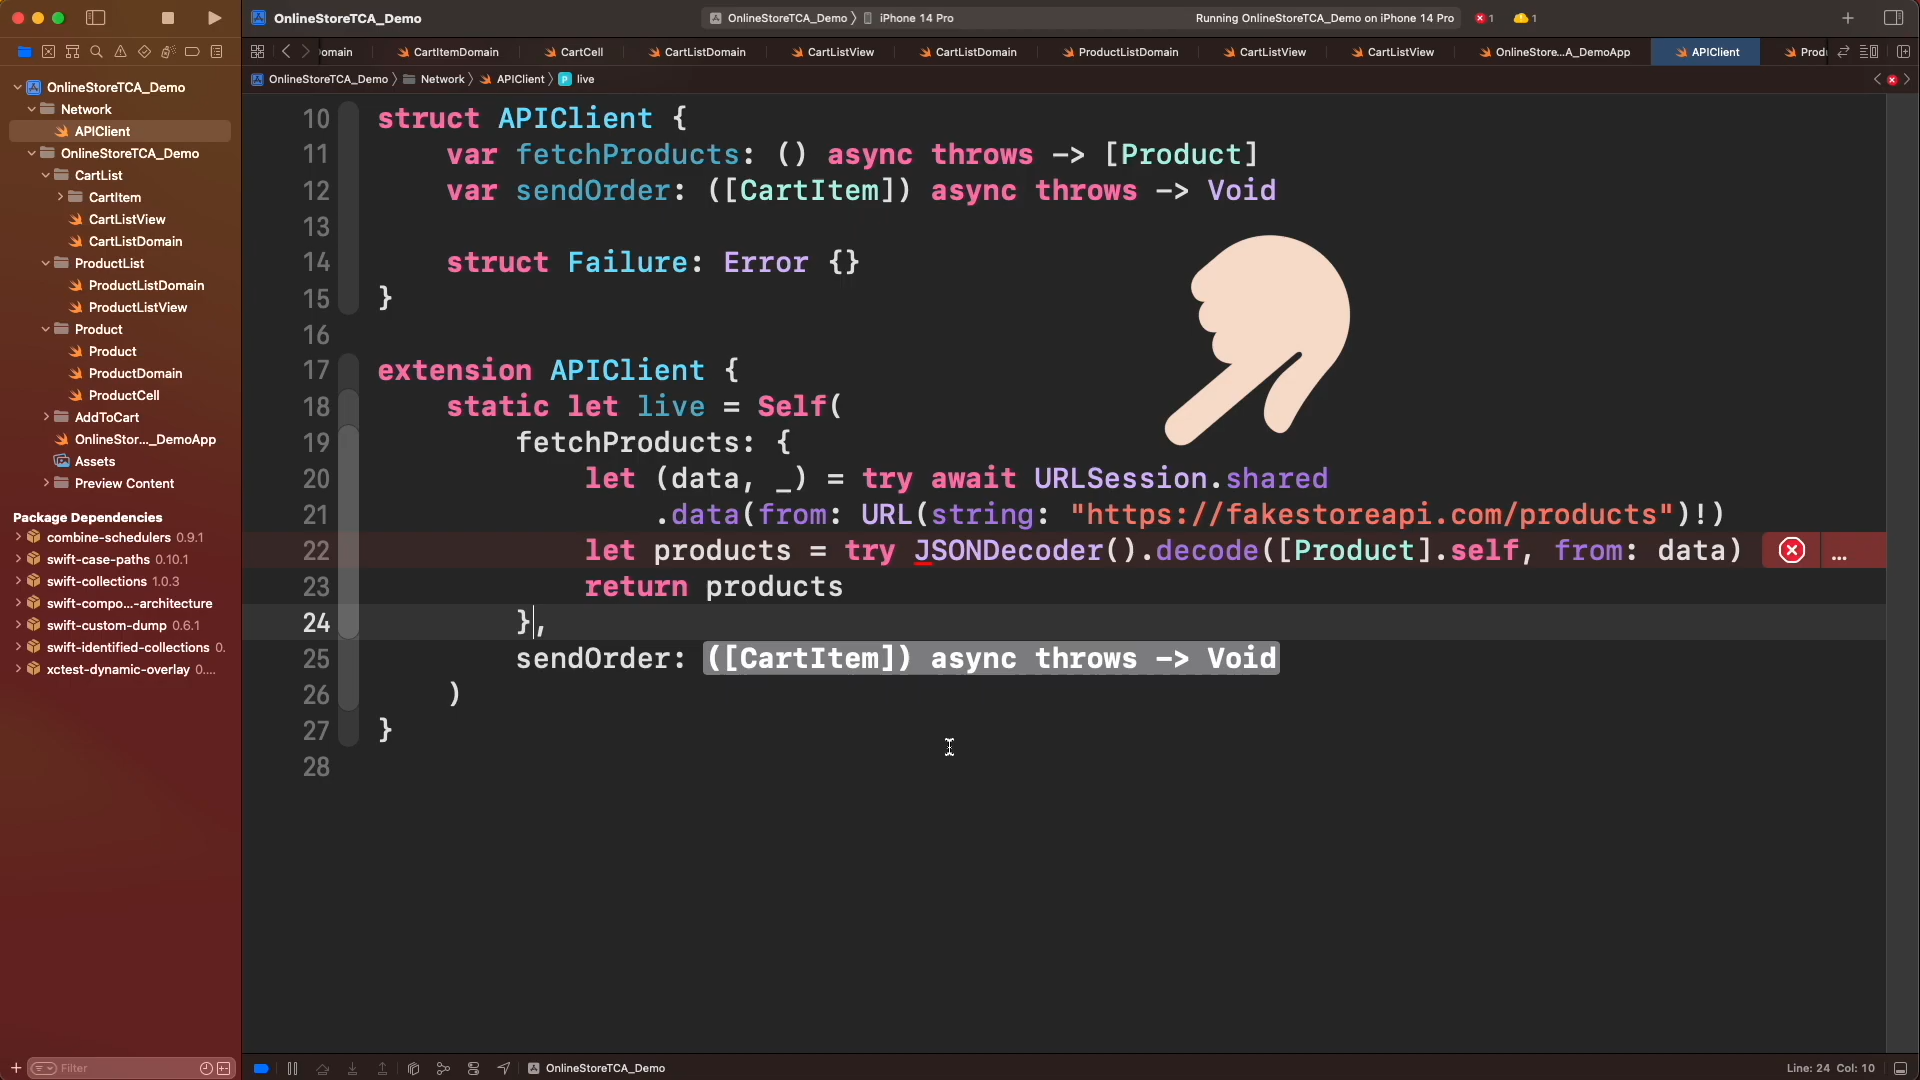 OnlineStoreTCA_Demo
OnlineStoreTCA_Demo
iPhone 14 Pro
Running OnlineStoreTCA_Demo on iPhone 14 Pro
1
1
omain
CartItemDomain
CartCell
CartListDomain
CartListView
CartListDomain
ProductListDomain
CartListView
CartListView
OnlineStore...A_DemoApp
APIClient
Prod
OnlineStoreTCA_Demo
Network
APIClient
P live
OnlineStoreTCA_Demo
Network
APIClient
OnlineStoreTCA_Demo
CartList
CartItem
CartListView
CartListDomain
ProductList
ProductListDomain
ProductListView
Product
Product
ProductDomain
ProductCell
AddToCart
OnlineStor..._DemoApp
Assets
Preview Content
Package Dependencies
combine-schedulers 0.9.1
swift-case-paths 0.10.1
swift-collections 1.0.3
swift-compo...-architecture
swift-custom-dump 0.6.1
swift-identified-collections 0.
xctest-dynamic-overlay 0....
Filter
10 struct APIClient {
11 var fetchProducts: () async throws -> [Product]
12 var sendOrder: ([CartItem]) async throws -> Void
13
14 struct Failure: Error {}
15 }
16
17 extension APIClient {
18 static let live = Self(
19 fetchProducts: {
20 let (data, _) = try await URLSession.shared
21 .data(from: URL(string: "https://fakestoreapi.com/products")!)
22 let products = try JSONDecoder().decode([Product].self, from: data) ...
23 return products
24 },
25 sendOrder: ([CartItem]) async throws -> Void
26 )
27 }
28
OnlineStoreTCA_Demo
Line: 24 Col: 10